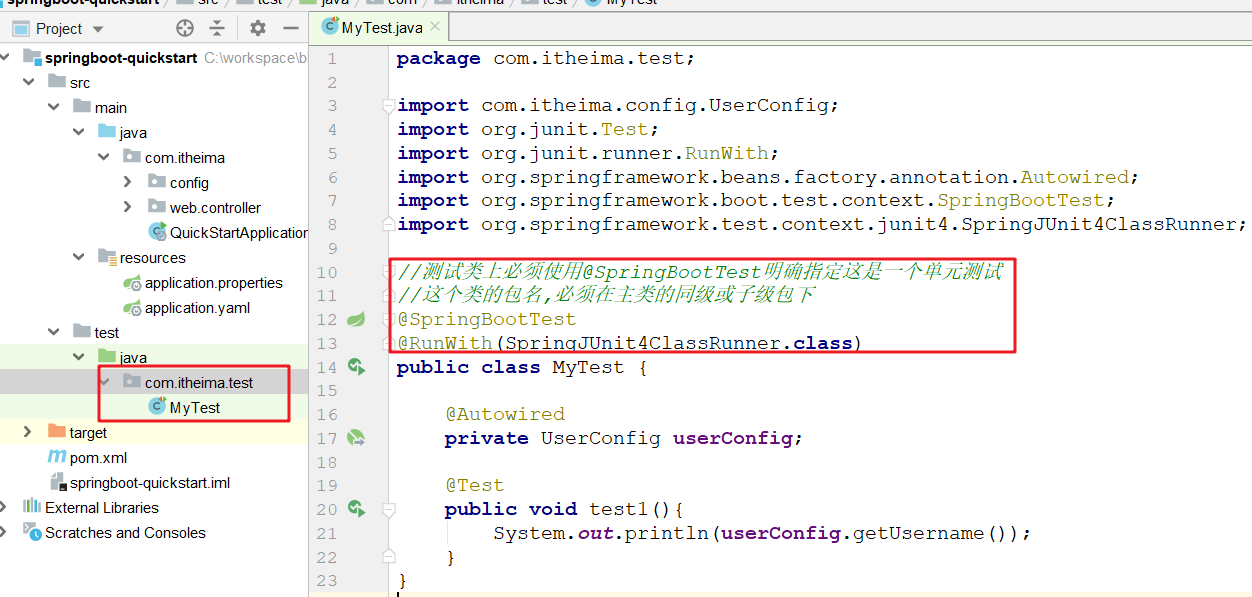 springboot-quickstart / src / test / java / com / itheima / test / MyTest
Project
MyTest.java
springboot-quickstart C:\workspace\b
src
main
java
com.itheima
config
web.controller
QuickStartApplication
resources
application.properties
application.yaml
test
java
com.itheima.test
MyTest
target
pom.xml
springboot-quickstart.iml
External Libraries
Scratches and Consoles
1 package com.itheima.test;
2
3 import com.itheima.config.UserConfig;
4 import org.junit.Test;
5 import org.junit.runner.RunWith;
6 import org.springframework.beans.factory.annotation.Autowired;
7 import org.springframework.boot.test.context.SpringBootTest;
8 import org.springframework.test.context.junit4.SpringJUnit4ClassRunner;
9
10 //测试类上必须使用@SpringBootTest明确指定这是一个单元测试
11 //这个类的包名,必须在主类的同级或子级包下
12 @SpringBootTest
13 @RunWith(SpringJUnit4ClassRunner.class)
14 public class MyTest {
15
16 @Autowired
17 private UserConfig userConfig;
18
19 @Test
20 public void test1(){
21 System.out.println(userConfig.getUsername());
22 }
23 }